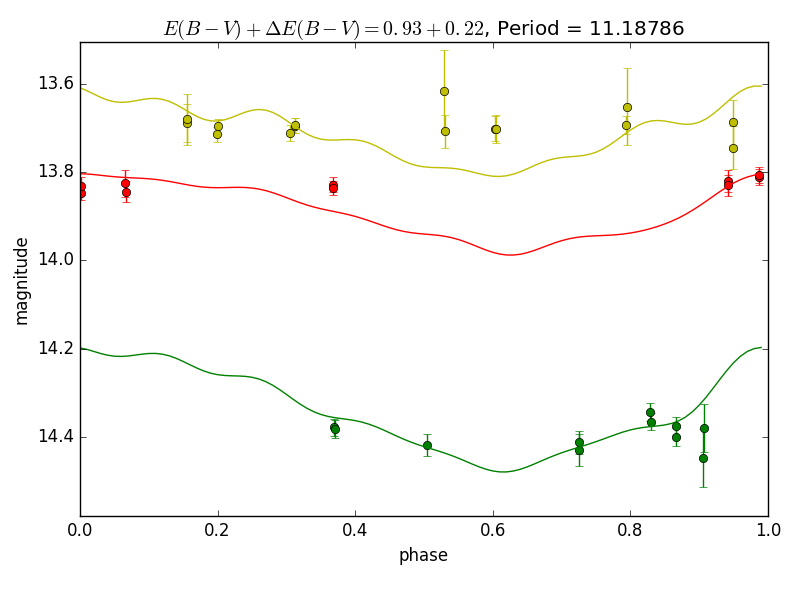 E(B − V) + ΔE(B − V) = 0.93 + 0.22, Period = 11.18786
13.6
13.8
14.0
14.2
14.4
magnitude
0.0 0.2 0.4 0.6 0.8 1.0
phase